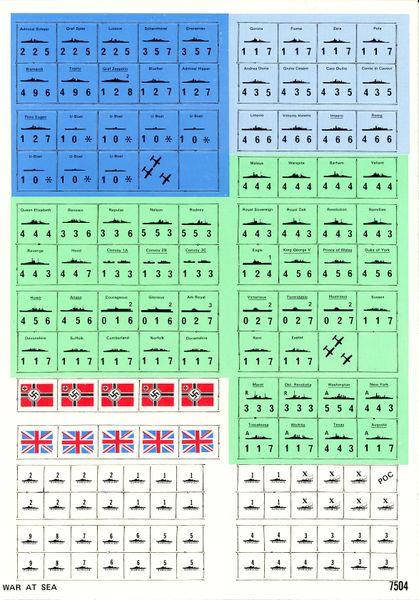 Admiral Scheer Graf Spee Lutzow Scharnhorst Gneisenau
2 2 5 2 2 5 2 2 5 3 5 7 3 5 7
Bismarck Tirpitz Graf Zeppelin Blucher Admiral Hipper
2
4 9 6 4 9 6 1 2 8 1 2 7 1 2 7
Prinz Eugen U-Boat U-Boat U-Boat U-Boat
1 2 7 1 0 * 1 0 * 1 0 * 1 0 *
U-Boat U-Boat U-Boat
1 0 * 1 0 * 1 0 *
Gorizia Fiume Zara Pola
1 1 7 1 1 7 1 1 7 1 1 7
Andrea Doria Giulio Cesare Caio Duilio Conte di Cavour
4 3 5 4 3 5 4 3 5 4 3 5
Littorio Vittorio Veneto Impero Roma
4 6 6 4 6 6 4 6 6 4 6 6
Malaya Warspite Barham Valiant
4 4 4 4 4 4 4 4 4 4 4 4
Queen Elizabeth Renown Repulse Nelson Rodney
4 4 4 3 3 6 3 3 6 5 5 3 5 5 3
Revenge Hood Convoy 1A Convoy 2B Convoy 3C
4 4 3 4 4 7 1 3 3 1 3 3 1 3 3
Royal Sovereign Royal Oak Resolution Ramillies
4 4 3 4 4 3 4 4 3 4 4 3
Eagle King George V Prince of Wales Duke of York
1
1 2 4 4 5 6 4 5 6 4 5 6
Howe Anson Courageous Glorious Ark Royal
2 2 3
4 5 6 4 5 6 0 1 6 0 1 6 0 2 7
Devonshire Suffolk Cumberland Norfolk Dorsetshire
1 1 7 1 1 7 1 1 7 1 1 7 1 1 7
Victorious Formidable Illustrious Sussex
2 2 2
0 2 7 0 2 7 0 2 7 1 1 7
Kent Exeter
1 1 7 1 1 7
Marat Okt. Revolutia Washington New York
R R A A
3 3 3 3 3 3 5 5 4 4 4 3
Tuscaloosa Wichita Texas Augusta
A A A A
1 1 7 1 1 7 4 4 3 1 1 7
2 2 2 2 1 1 1
2 2 2 2 1 1 1
9 8 7 6 6 5 5
9 8 7 6 6 5 5
1 1 X X X POC
1 1 X X X
4 4 4 3 3 3
4 4 4 3 3 3
WAR AT SEA
7504